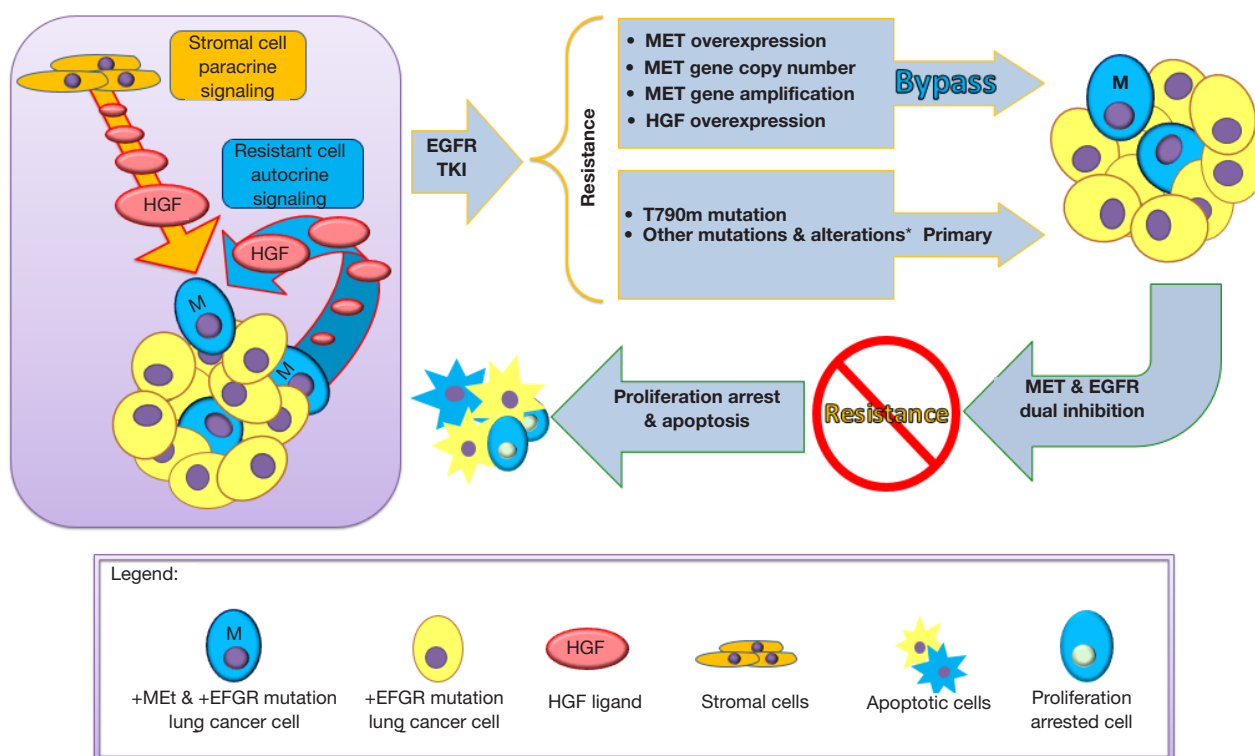 Stromal cell
paracrine
signaling
HGF
Resistant cell
autocrine
signaling
HGF
M
M
EGFR
TKI
Resistance
• MET overexpression
• MET gene copy number
• MET gene amplification
• HGF overexpression
Bypass
• T790m mutation
• Other mutations & alterations* Primary
M
MET & EGFR
dual inhibition
Resistance
Proliferation arrest
& apoptosis
Legend:
M
+MEt & +EFGR mutation
lung cancer cell
+EFGR mutation
lung cancer cell
HGF
HGF ligand
Stromal cells
Apoptotic cells
Proliferation
arrested cell